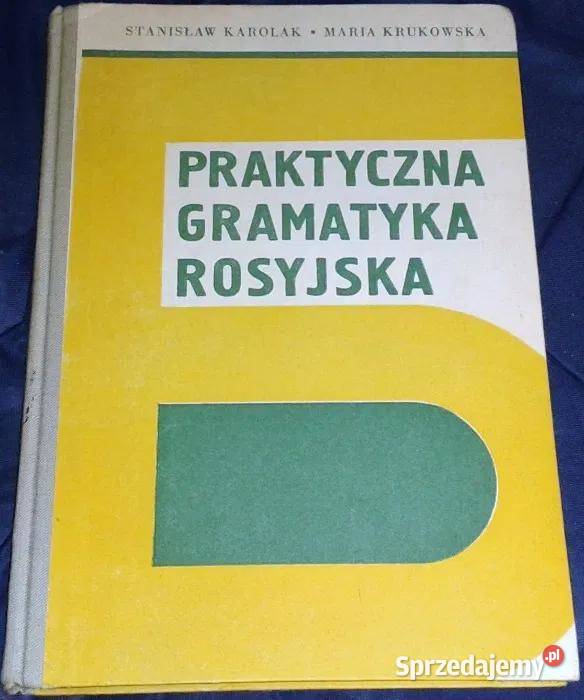 STANISŁAW KAROLAK • MARIA KRUKOWSKA
PRAKTYCZNA
GRAMATYKA
ROSYJSKA
Sprzedajemy.pl